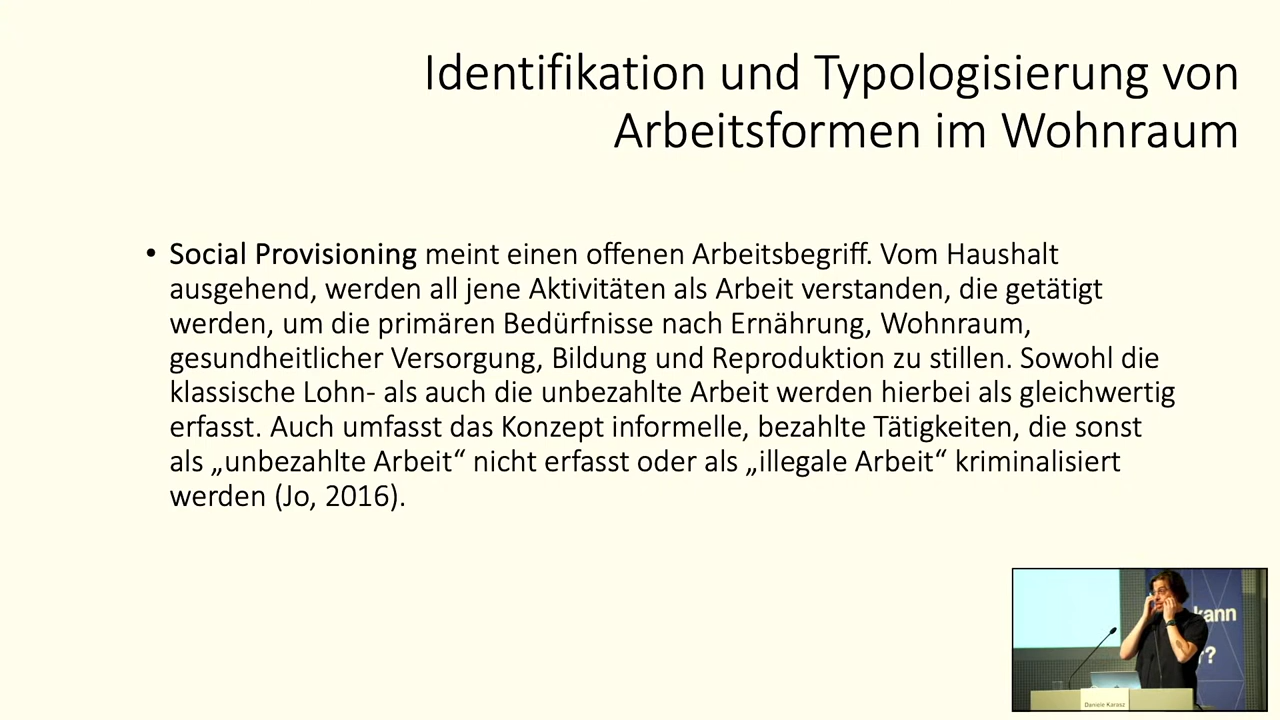 Identifikation und Typologisierung von
Arbeitsformen im Wohnraum
• Social Provisioning meint einen offenen Arbeitsbegriff. Vom Haushalt
ausgehend, werden all jene Aktivitäten als Arbeit verstanden, die getätigt
werden, um die primären Bedürfnisse nach Ernährung, Wohnraum,
gesundheitlicher Versorgung, Bildung und Reproduktion zu stillen. Sowohl die
klassische Lohn- als auch die unbezahlte Arbeit werden hierbei als gleichwertig
erfasst. Auch umfasst das Konzept informelle, bezahlte Tätigkeiten, die sonst
als „unbezahlte Arbeit“ nicht erfasst oder als „illegale Arbeit“ kriminalisiert
werden (Jo, 2016).
kann
?
Daniele Karasz